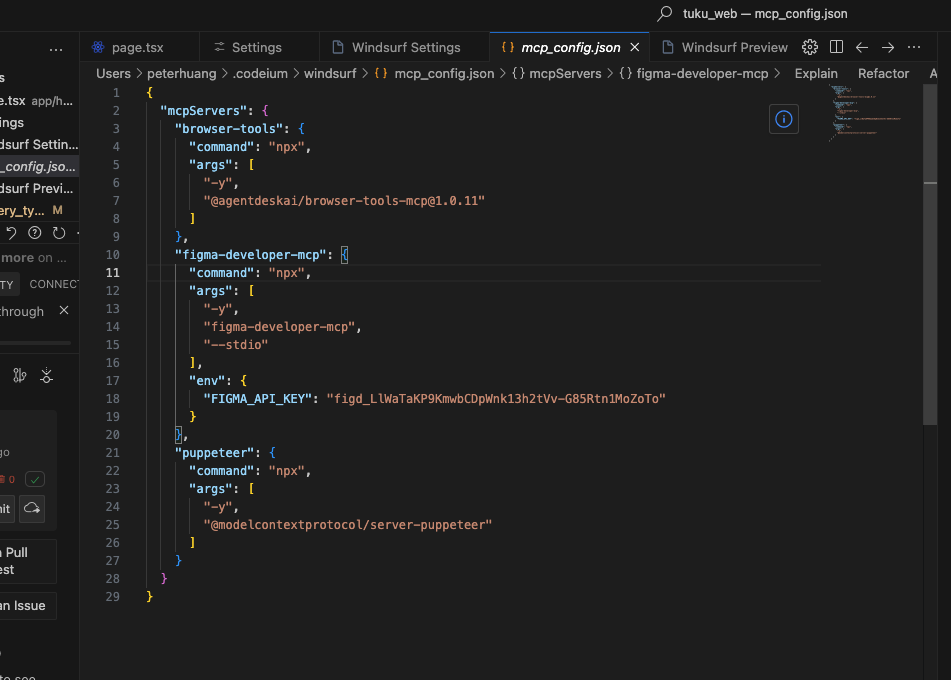 tuku_web — mcp_config.json
page.tsx
Settings
Windsurf Settings
mcp_config.json
Windsurf Preview
Users > peterhuang > .codeium > windsurf > {} mcp_config.json > {} mcpServers > {} figma-developer-mcp >
Explain
Refactor
A
s
e.tsx app/h...
ings
dsurf Settin...
_config.jso...
dsurf Previ...
ery_ty... M
more on ...
TY
CONNECT
through
go
0
it
n Pull
est
an Issue
1 {
2 "mcpServers": {
3 "browser-tools": {
4 "command": "npx",
5 "args": [
6 "-y",
7 "@agentdeskai/browser-tools-mcp@1.0.11"
8 ]
9 },
10 "figma-developer-mcp": {
11 "command": "npx",
12 "args": [
13 "-y",
14 "figma-developer-mcp",
15 "--stdio"
16 ],
17 "env": {
18 "FIGMA_API_KEY": "figd_LlWaTaKP9KmwbCDpWnk13h2tVv-G85Rtn1MoZoTo"
19 }
20 },
21 "puppeteer": {
22 "command": "npx",
23 "args": [
24 "-y",
25 "@modelcontextprotocol/server-puppeteer"
26 ]
27 }
28 }
29 }